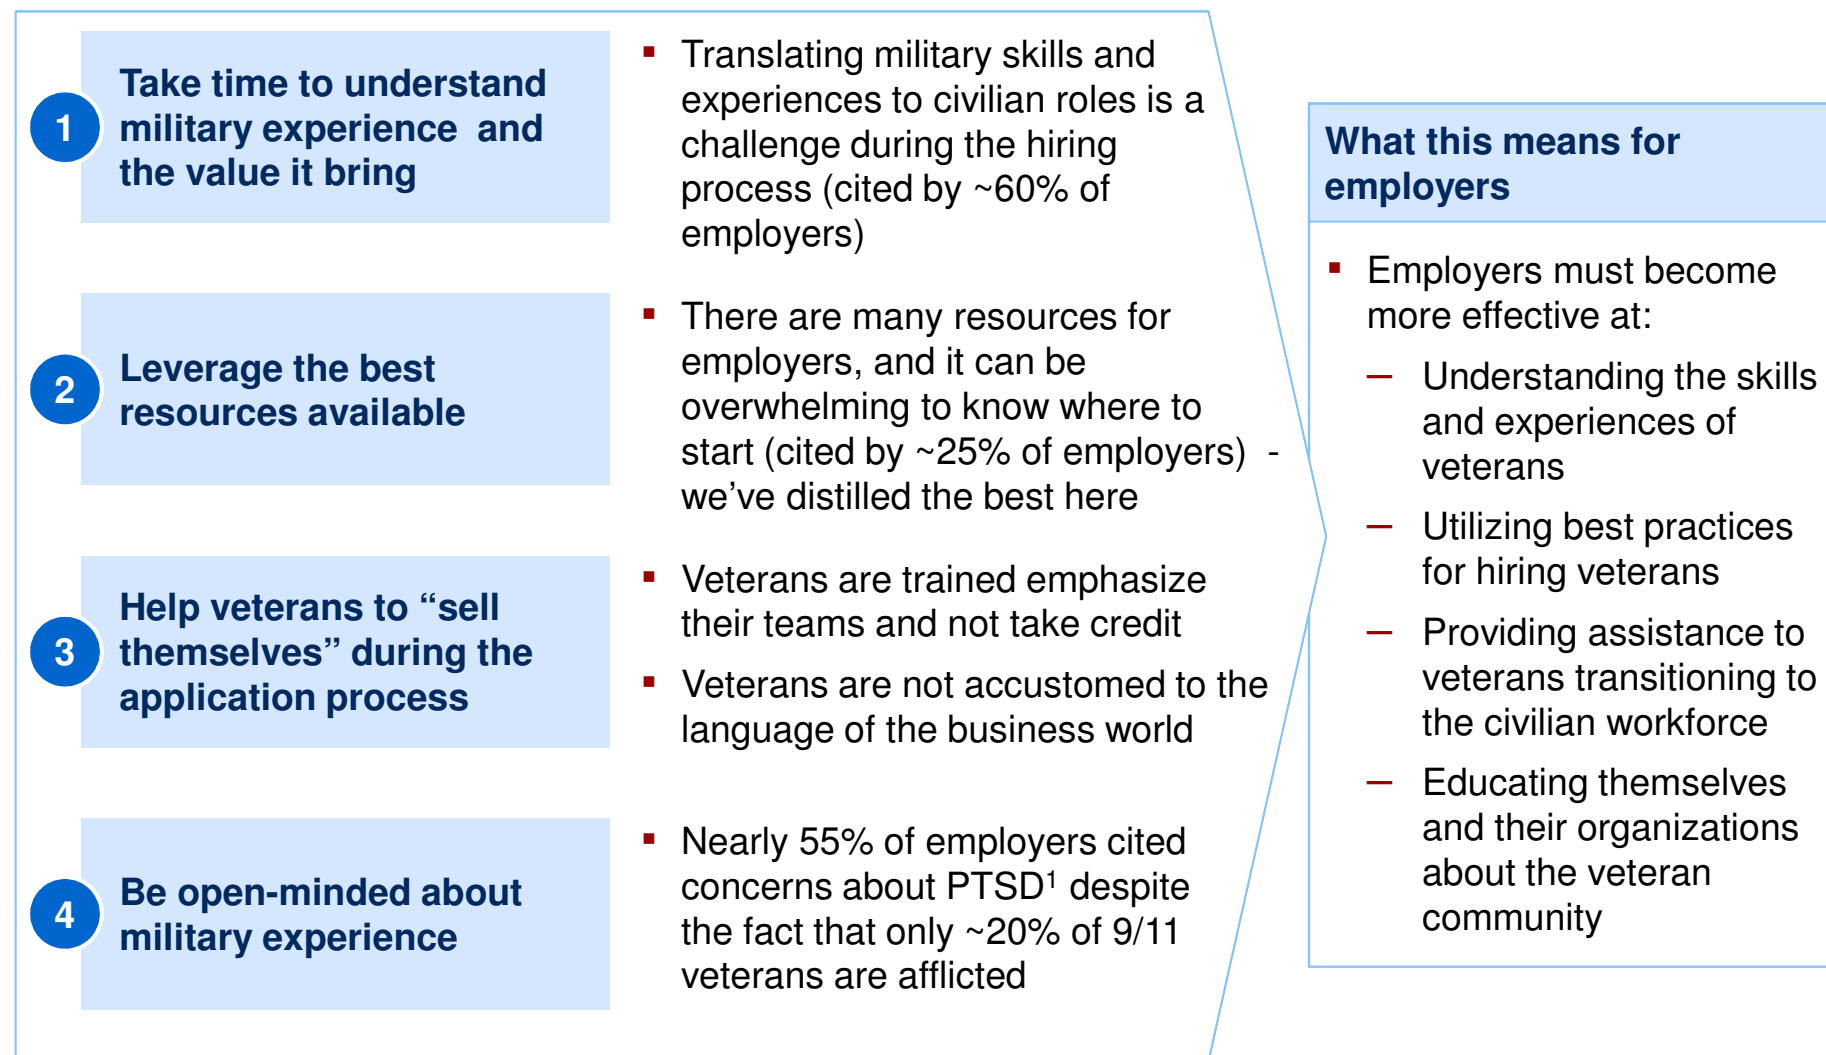 1
Take time to understand
military experience  and
the value it bring
▪ Translating military skills and
experiences to civilian roles is a
challenge during the hiring
process (cited by ~60% of
employers)
2
Leverage the best
resources available
▪ There are many resources for
employers, and it can be
overwhelming to know where to
start (cited by ~25% of employers)  -
we’ve distilled the best here
3
Help veterans to “sell
themselves” during the
application process
▪ Veterans are trained emphasize
their teams and not take credit
▪ Veterans are not accustomed to the
language of the business world
4
Be open-minded about
military experience
▪ Nearly 55% of employers cited
concerns about PTSD¹ despite
the fact that only ~20% of 9/11
veterans are afflicted
What this means for
employers
▪ Employers must become
more effective at:
– Understanding the skills
and experiences of
veterans
– Utilizing best practices
for hiring veterans
– Providing assistance to
veterans transitioning to
the civilian workforce
– Educating themselves
and their organizations
about the veteran
community